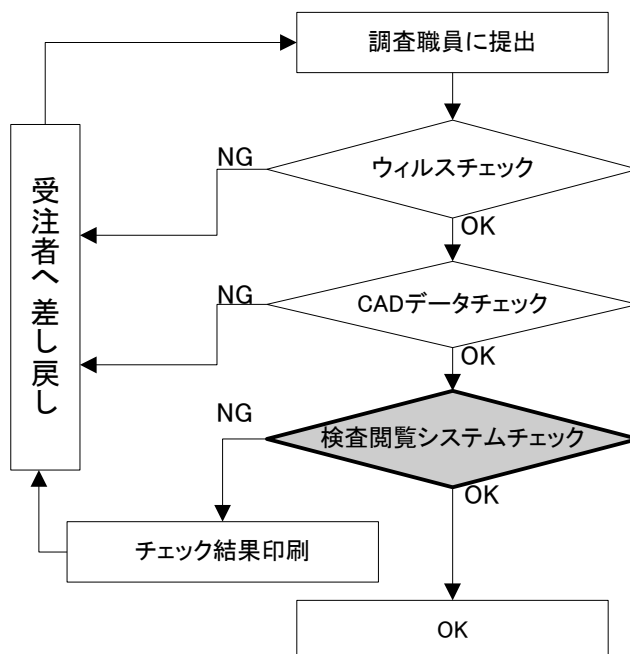 調査職員に提出
ウィルスチェック
NG
OK
受注者へ差し戻し
CADデータチェック
NG
OK
検査閲覧システムチェック
NG
OK
チェック結果印刷
OK